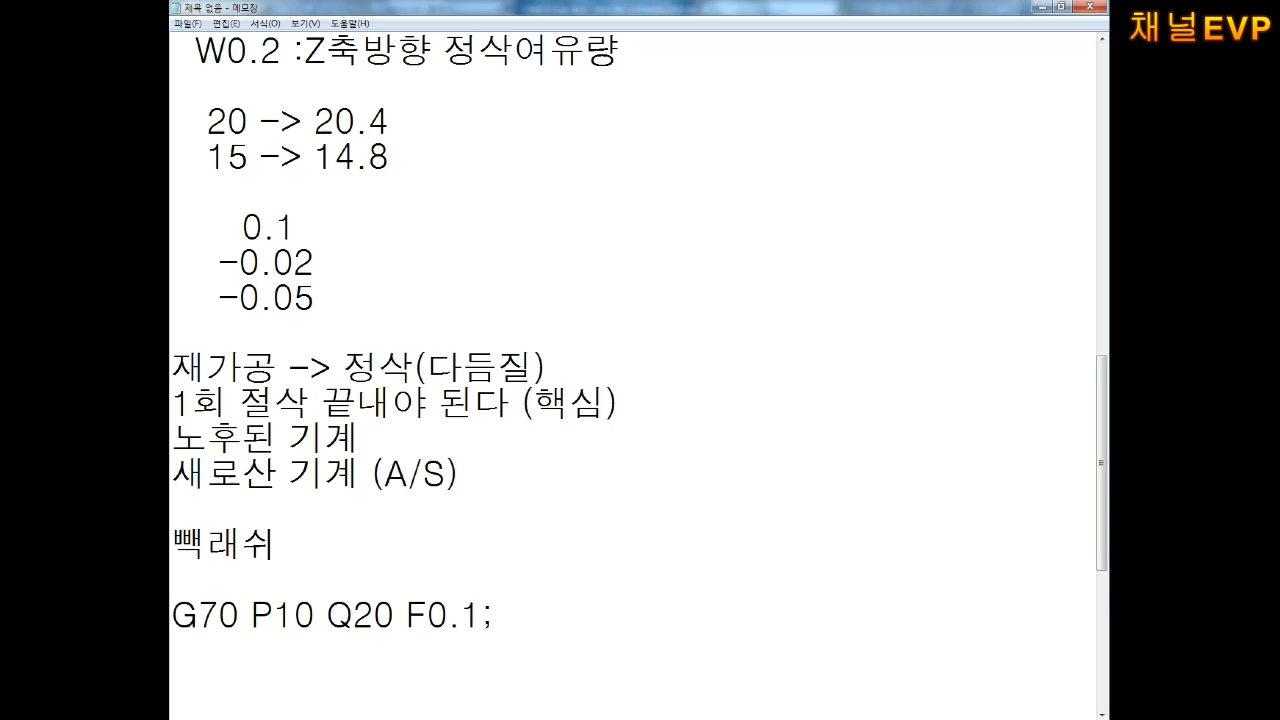 제목 없음 - 메모장
채널EVP
파일(F) 편집(E) 서식(O) 보기(V) 도움말(H)
W0.2 :Z축방향 정삭여유량
20 -> 20.4
15 -> 14.8
0.1
-0.02
-0.05
재가공 -> 정삭(다듬질)
1회 절삭 끝내야 된다 (핵심)
노후된 기계
새로산 기계 (A/S)
빽래쉬
G70 P10 Q20 F0.1;